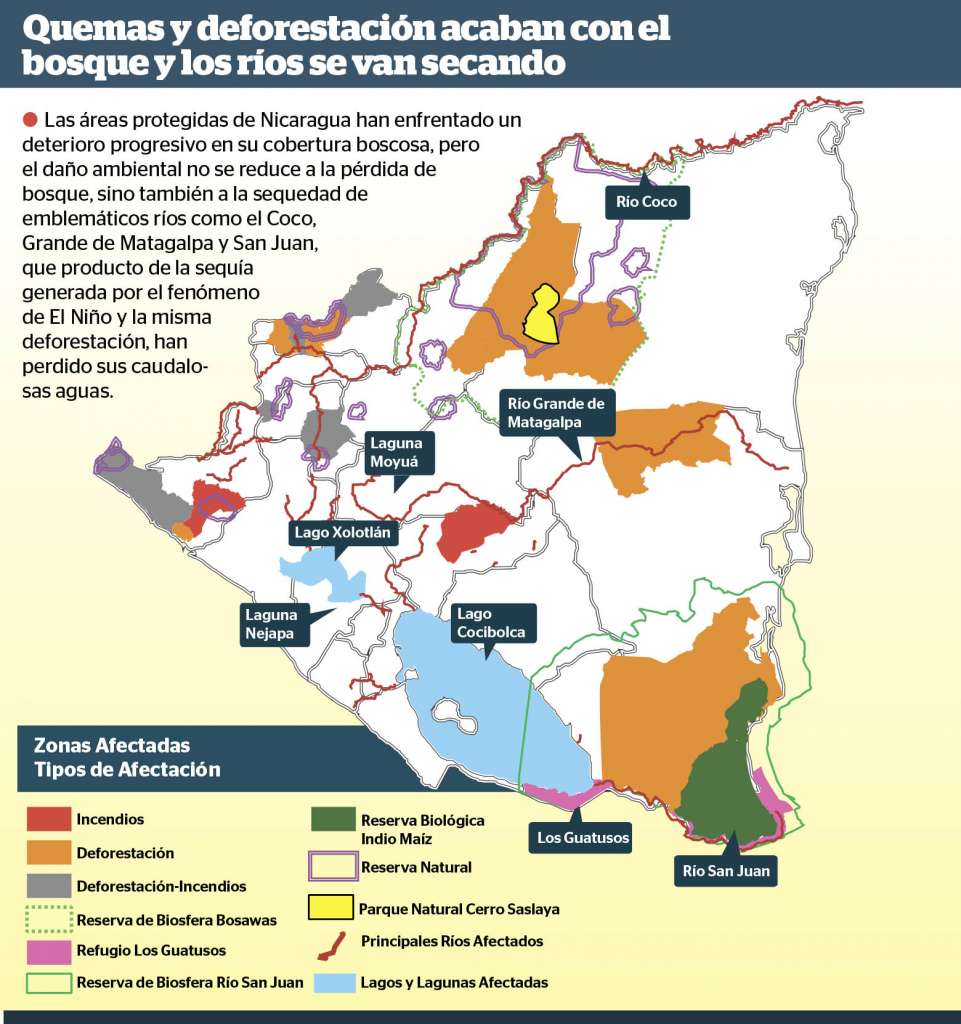 Quemas y deforestación acaban con el
bosque y los ríos se van secando
Las áreas protegidas de Nicaragua han enfrentado un
deterioro progresivo en su cobertura boscosa, pero
el daño ambiental no se reduce a la pérdida de
bosque, sino también a la sequedad de
emblemáticos ríos como el Coco,
Grande de Matagalpa y San Juan,
que producto de la sequía
generada por el fenómeno
de El Niño y la misma
deforestación, han
perdido sus caudalo-
sas aguas.
Río Coco
Río Grande de
Matagalpa
Laguna
Moyuá
Lago Xolotlán
Laguna
Nejapa
Lago
Cocibolca
Los Guatusos
Río San Juan
Zonas Afectadas
Tipos de Afectación
Incendios
Deforestación
Deforestación-Incendios
Reserva de Biosfera Bosawas
Refugio Los Guatusos
Reserva de Biosfera Río San Juan
Reserva Biológica
Indio Maíz
Reserva Natural
Parque Natural Cerro Saslaya
Principales Ríos Afectados
Lagos y Lagunas Afectadas